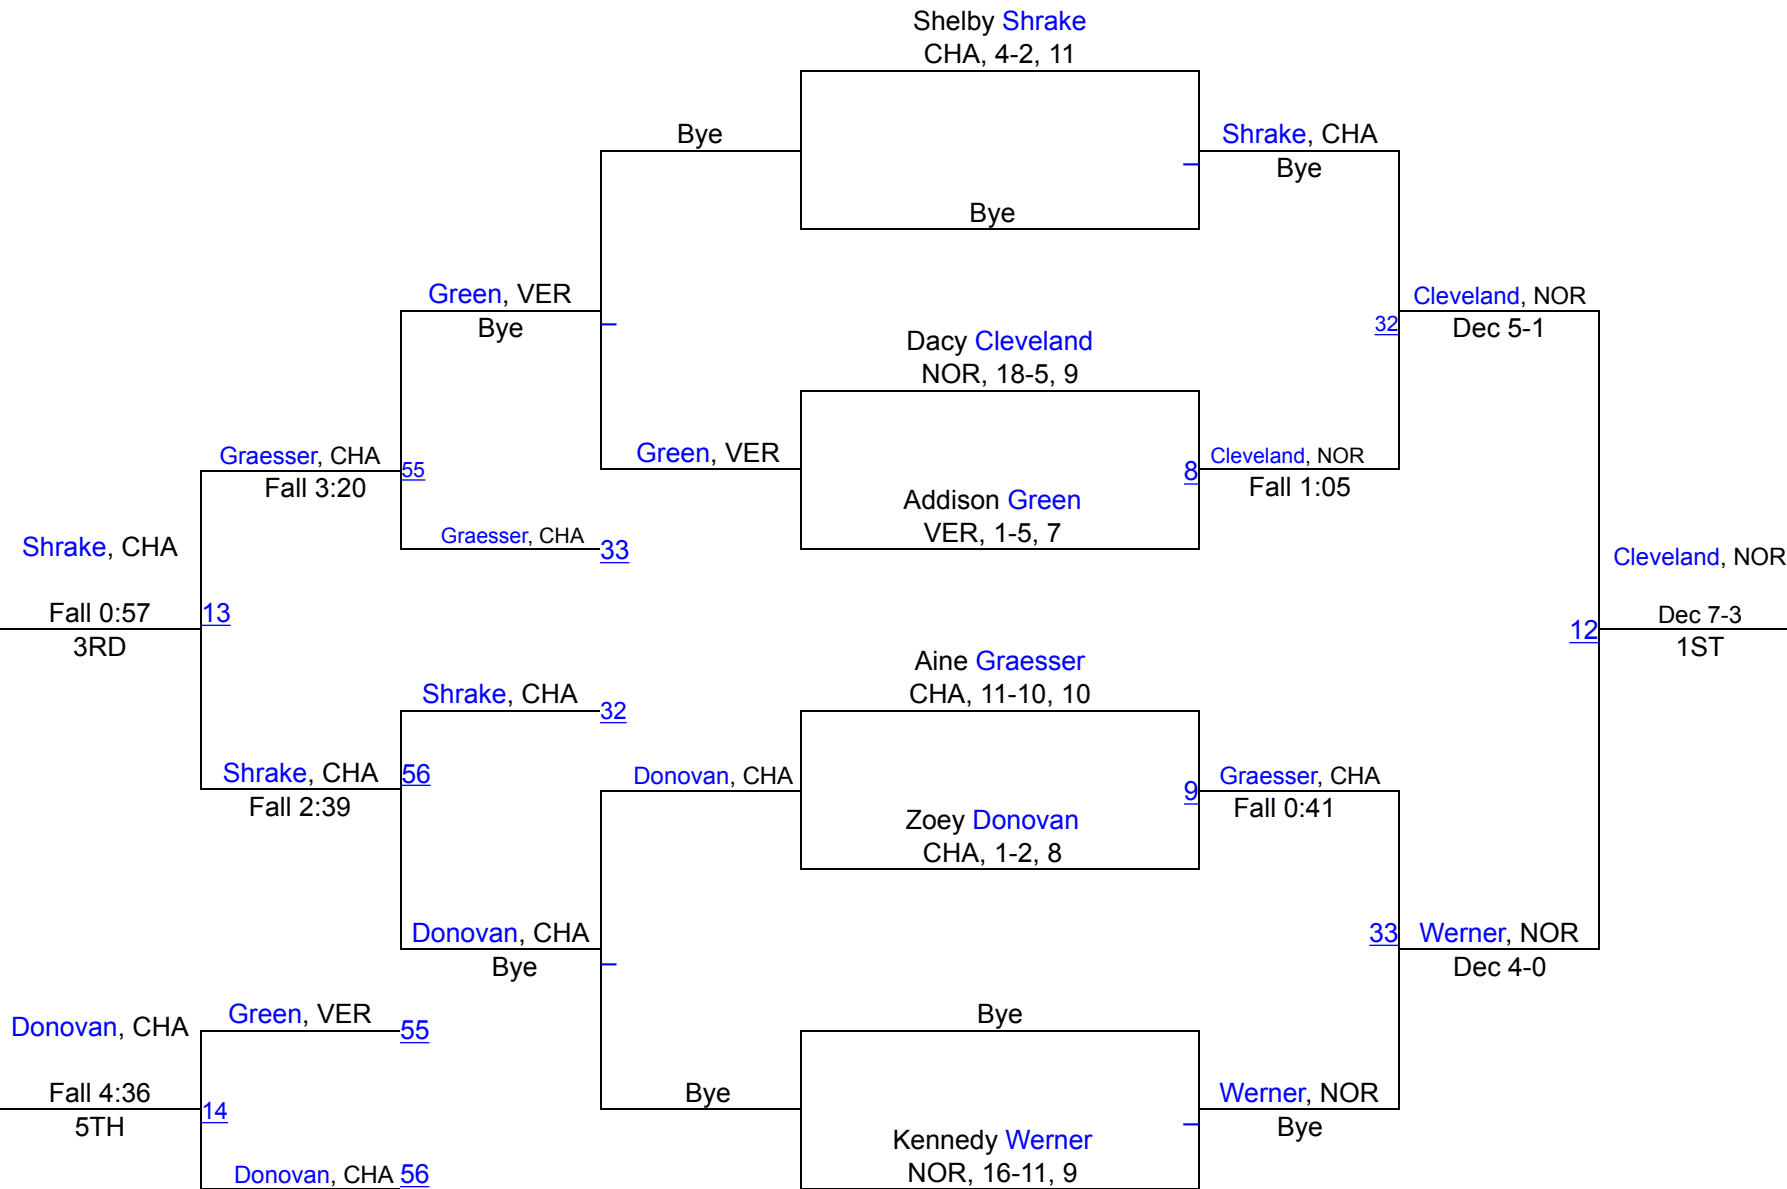 Shelby Shrake
CHA, 4-2, 11
Bye
Shrake, CHA
Bye
Bye
Green, VER
Bye
Cleveland, NOR
32
Dec 5-1
Dacy Cleveland
NOR, 18-5, 9
Graesser, CHA
55
Fall 3:20
Green, VER
8
Cleveland, NOR
Fall 1:05
Addison Green
VER, 1-5, 7
Graesser, CHA 33
Shrake, CHA
Fall 0:57
13
3RD
Cleveland, NOR
12
Dec 7-3
1ST
Aine Graesser
CHA, 11-10, 10
Shrake, CHA 32
Shrake, CHA
56
Fall 2:39
Donovan, CHA
9
Graesser, CHA
Fall 0:41
Zoey Donovan
CHA, 1-2, 8
Donovan, CHA
Bye
33
Werner, NOR
Dec 4-0
Bye
Donovan, CHA
Green, VER 55
Fall 4:36
14
5TH
Bye
Werner, NOR
Bye
Kennedy Werner
NOR, 16-11, 9
Donovan, CHA 56